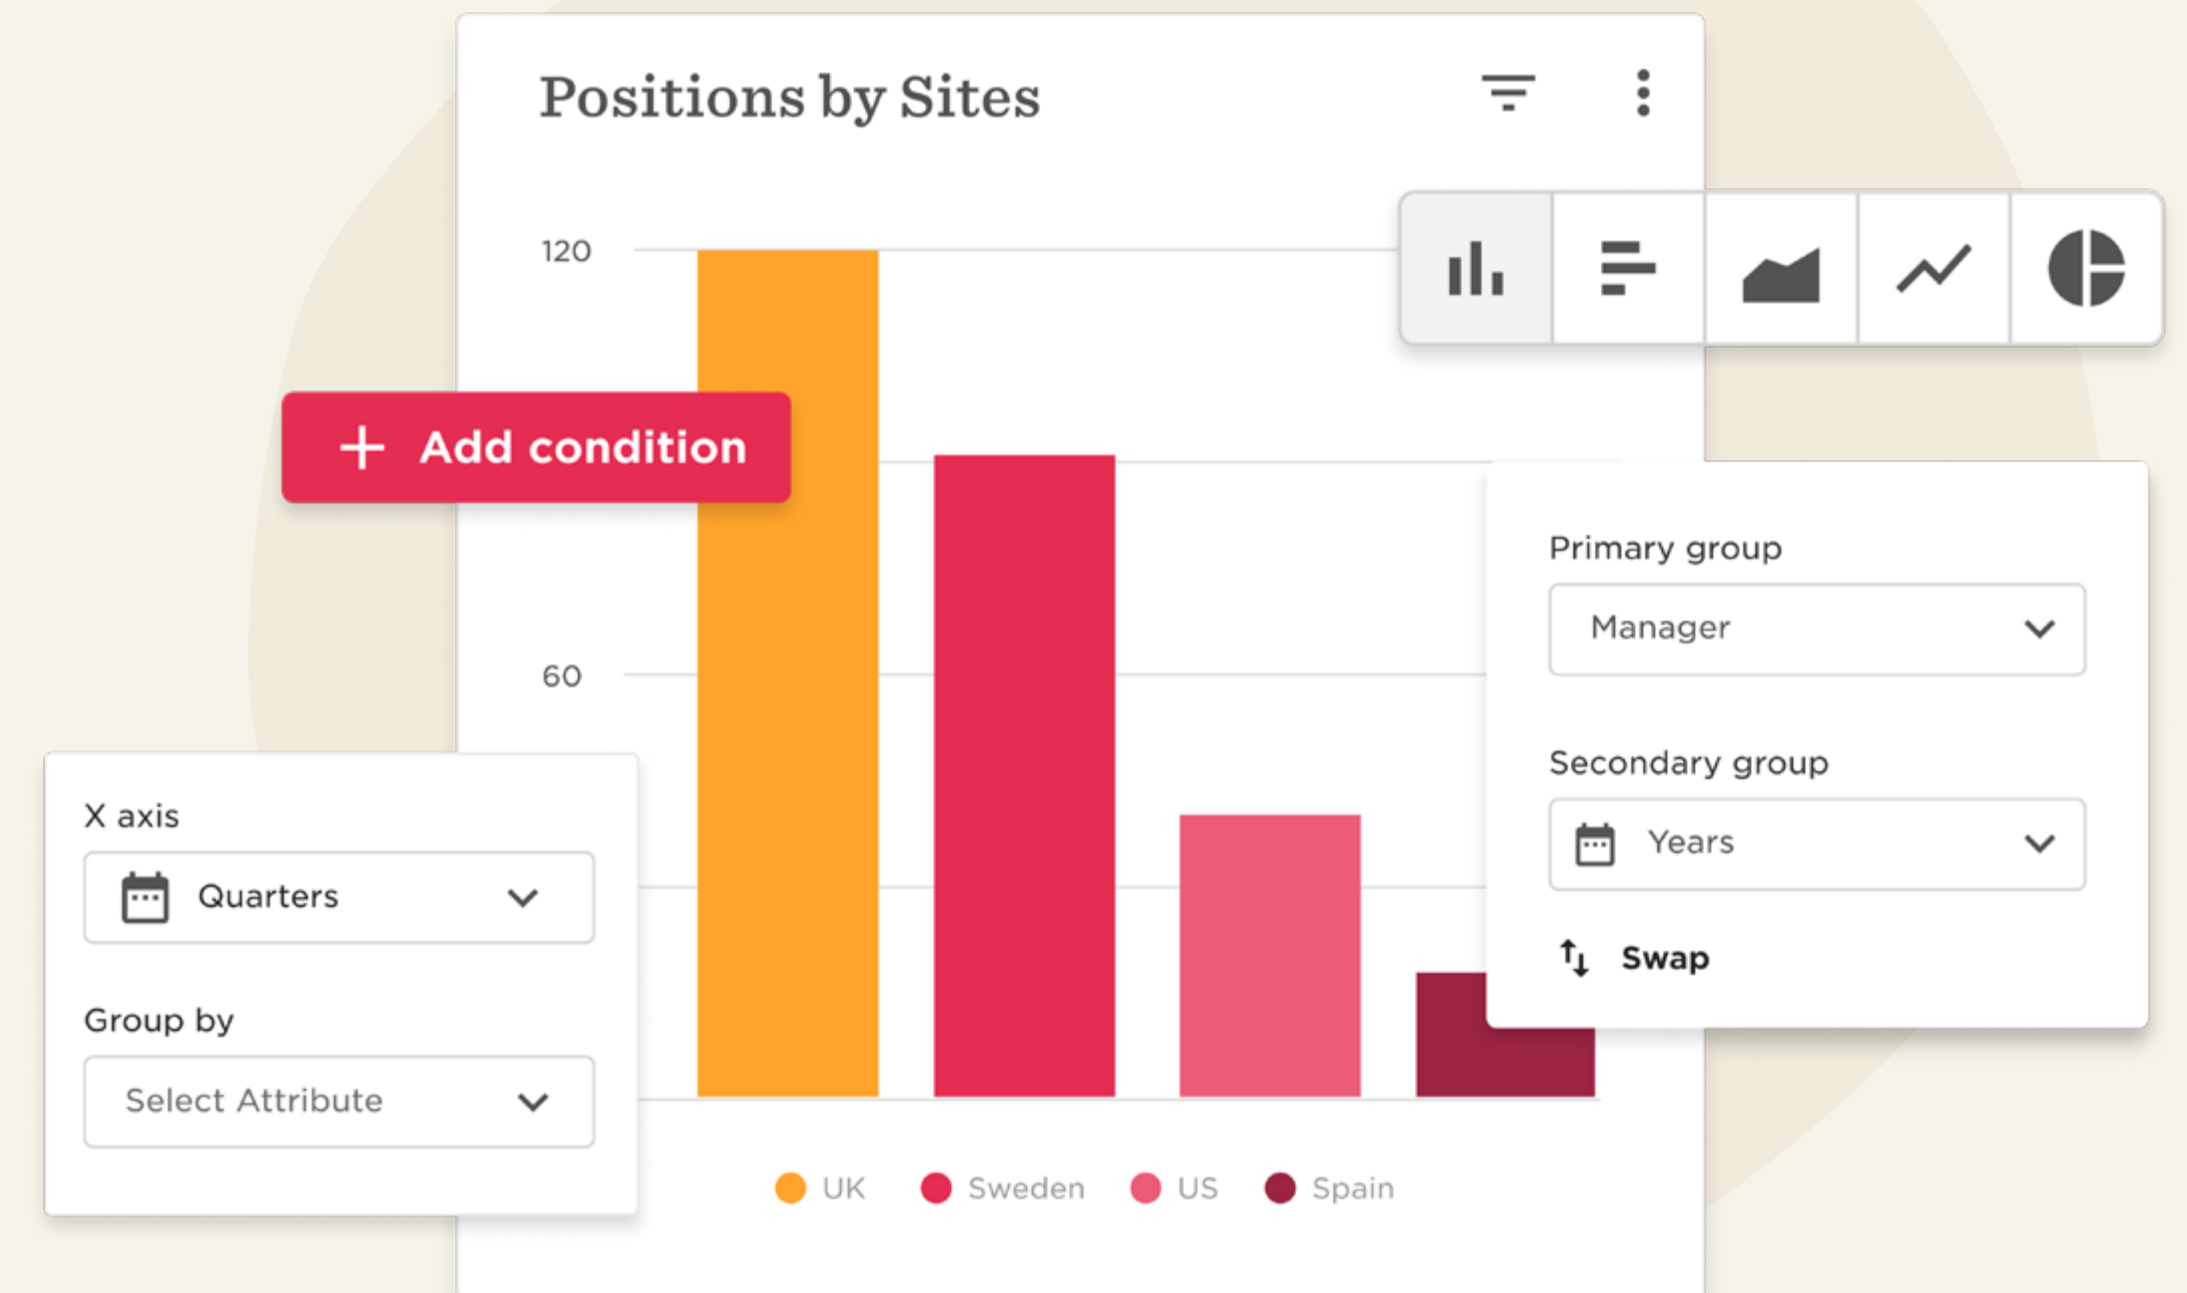 Positions by Sites
120
+ Add condition
60
Primary group
Manager
Secondary group
Years
Swap
X axis
Quarters
Group by
Select Attribute
UK Sweden US Spain